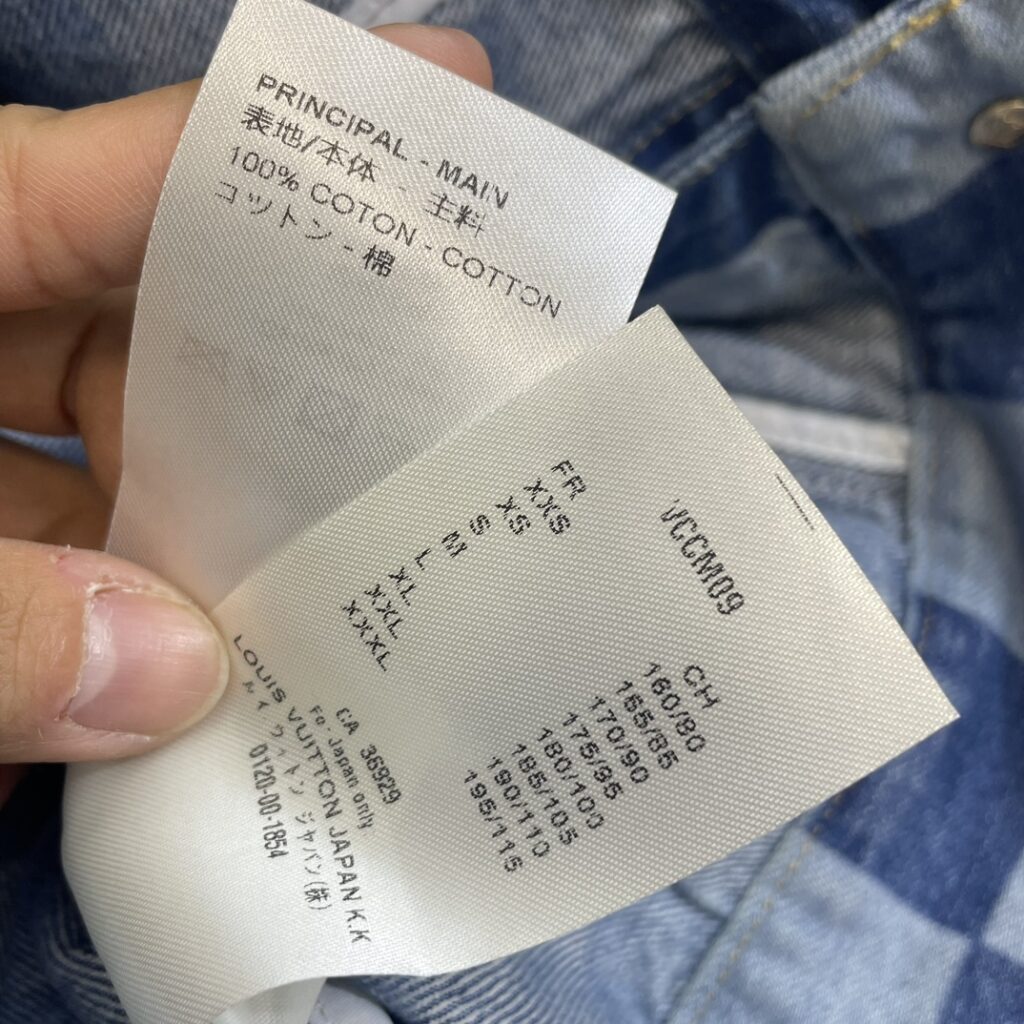 PRINCIPAL - MAIN
表地/本体 - 主料
100% COTON - COTTON
コットン - 棉
VCCM09
FR
XXS
XS
S
M
L
XL
XXL
XXXL
CH
160/80
165/85
170/90
175/95
180/100
185/105
190/110
195/115
CA 36929
For Japan only
LOUIS VUITTON JAPAN K.K
ルイ ヴィトン ジャパン(株)
0120-00-1854